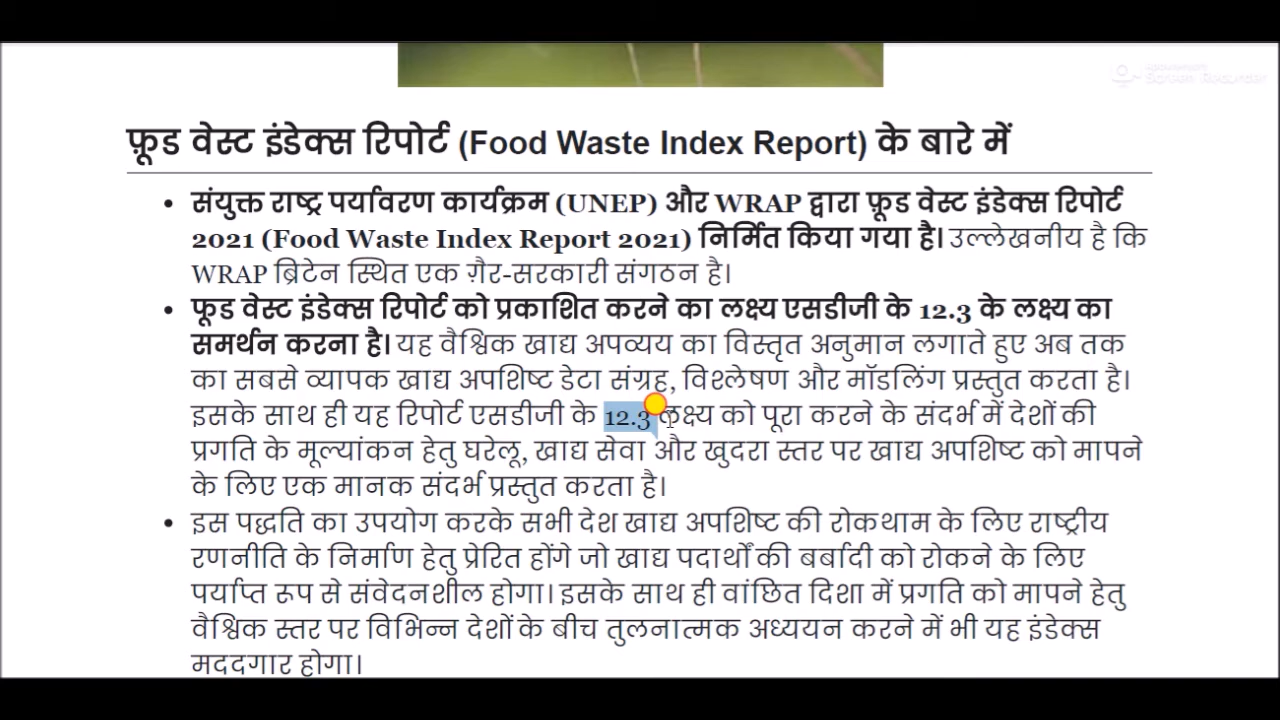 Screen Recorder
फ़ूड वेस्ट इंडेक्स रिपोर्ट (Food Waste Index Report) के बारे में
• संयुक्त राष्ट्र पर्यावरण कार्यक्रम (UNEP) और WRAP द्वारा फ़ूड वेस्ट इंडेक्स रिपोर्ट
2021 (Food Waste Index Report 2021) निर्मित किया गया है। उल्लेखनीय है कि
WRAP ब्रिटेन स्थित एक ग़ैर-सरकारी संगठन है।
• फूड वेस्ट इंडेक्स रिपोर्ट को प्रकाशित करने का लक्ष्य एसडीजी के 12.3 के लक्ष्य का
समर्थन करना है। यह वैश्विक खाद्य अपव्यय का विस्तृत अनुमान लगाते हुए अब तक
का सबसे व्यापक खाद्य अपशिष्ट डेटा संग्रह, विश्लेषण और मॉडलिंग प्रस्तुत करता है।
इसके साथ ही यह रिपोर्ट एसडीजी के 12.3 लक्ष्य को पूरा करने के संदर्भ में देशों की
प्रगति के मूल्यांकन हेतु घरेलू, खाद्य सेवा और खुदरा स्तर पर खाद्य अपशिष्ट को मापने
के लिए एक मानक संदर्भ प्रस्तुत करता है।
• इस पद्धति का उपयोग करके सभी देश खाद्य अपशिष्ट की रोकथाम के लिए राष्ट्रीय
रणनीति के निर्माण हेतु प्रेरित होंगे जो खाद्य पदार्थों की बर्बादी को रोकने के लिए
पर्याप्त रूप से संवेदनशील होगा। इसके साथ ही वांछित दिशा में प्रगति को मापने हेतु
वैश्विक स्तर पर विभिन्न देशों के बीच तुलनात्मक अध्ययन करने में भी यह इंडेक्स
मददगार होगा।